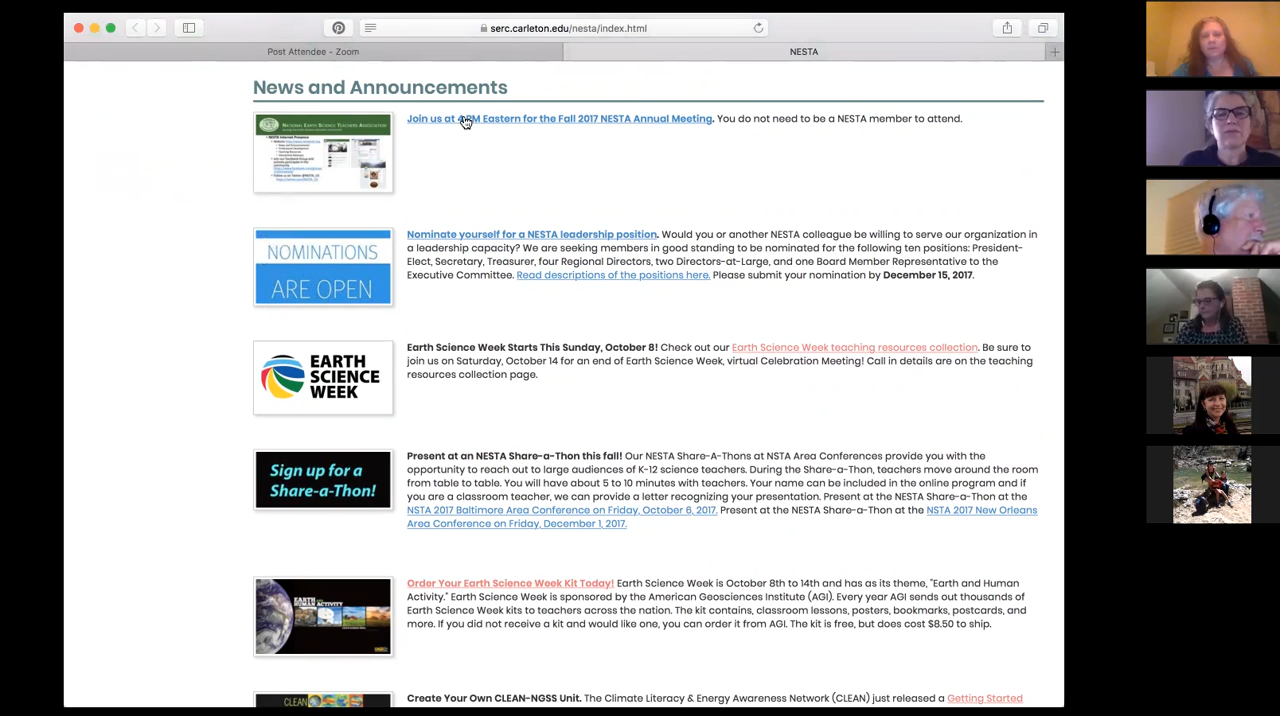 serc.carleton.edu/nesta/index.html
Post Attendee - Zoom
NESTA
News and Announcements
NATIONAL EARTH SCIENCE TEACHERS ASSOCIATION
Join us at Eastern for the Fall 2017 NESTA Annual Meeting. You do not need to be a NESTA member to attend.
NOMINATIONS
ARE OPEN
Nominate yourself for a NESTA leadership position. Would you or another NESTA colleague be willing to serve our organization in
a leadership capacity? We are seeking members in good standing to be nominated for the following ten positions: President-
Elect, Secretary, Treasurer, four Regional Directors, two Directors-at-Large, and one Board Member Representative to the
Executive Committee. Read descriptions of the positions here. Please submit your nomination by December 15, 2017.
EARTH
SCIENCE
WEEK
Earth Science Week Starts This Sunday, October 8! Check out our Earth Science Week teaching resources collection. Be sure to
join us on Saturday, October 14 for an end of Earth Science Week, virtual Celebration Meeting! Call in details are on the teaching
resources collection page.
Sign up for a
Share-a-Thon!
Present at an NESTA Share-a-Thon this fall! Our NESTA Share-A-Thons at NSTA Area Conferences provide you with the
opportunity to reach out to large audiences of K-12 science teachers. During the Share-a-Thon, teachers move around the room
from table to table. You will have about 5 to 10 minutes with teachers. Your name can be included in the online program and if
you are a classroom teacher, we can provide a letter recognizing your presentation. Present at the NESTA Share-a-Thon at the
NSTA 2017 Baltimore Area Conference on Friday, October 6, 2017. Present at the NESTA Share-a-Thon at the NSTA 2017 New Orleans
Area Conference on Friday, December 1, 2017.
EARTH
HUMAN ACTIVITY
Order Your Earth Science Week Kit Today! Earth Science Week is October 8th to 14th and has as its theme, "Earth and Human
Activity." Earth Science Week is sponsored by the American Geosciences Institute (AGI). Every year AGI sends out thousands of
Earth Science Week kits to teachers across the nation. The kit contains, classroom lessons, posters, bookmarks, postcards, and
more. If you did not receive a kit and would like one, you can order it from AGI. The kit is free, but does cost $8.50 to ship.
CLEAN
Create Your Own CLEAN-NGSS Unit. The Climate Literacy & Energy Awareness Network (CLEAN) just released a Getting Started